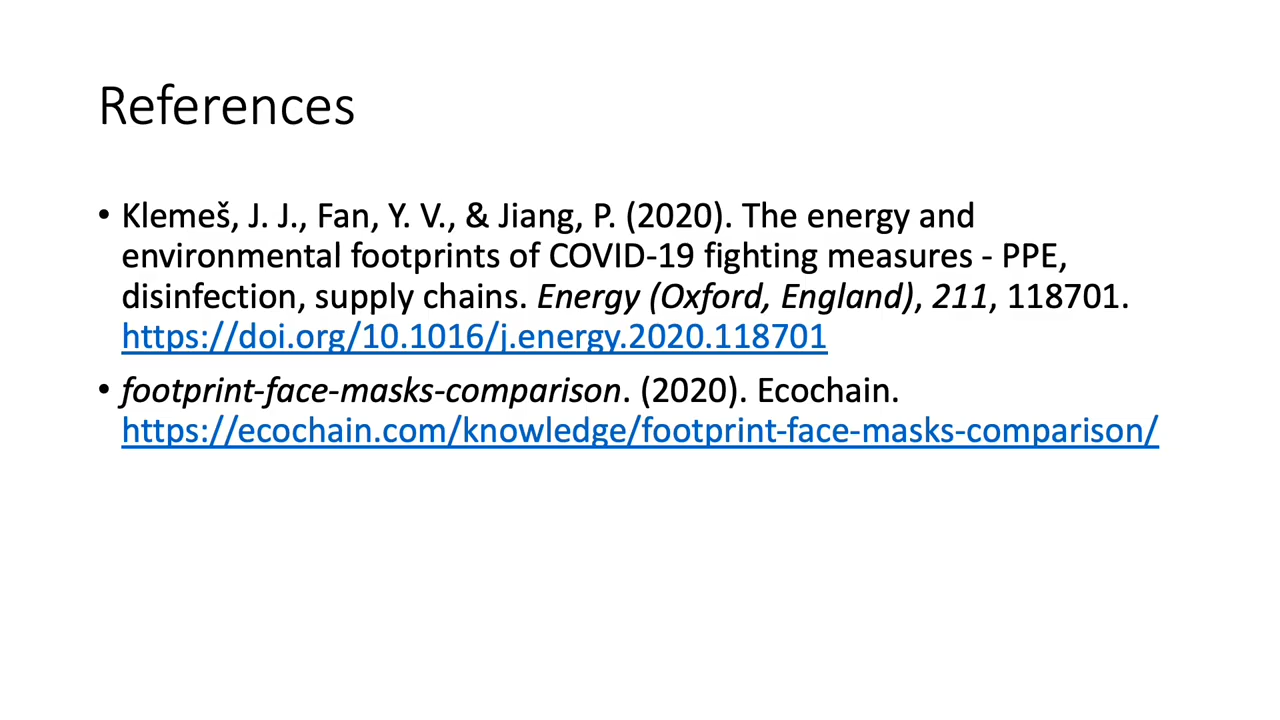 References
• Klemeš, J. J., Fan, Y. V., & Jiang, P. (2020). The energy and
environmental footprints of COVID-19 fighting measures - PPE,
disinfection, supply chains. Energy (Oxford, England), 211, 118701.
https://doi.org/10.1016/j.energy.2020.118701
• footprint-face-masks-comparison. (2020). Ecochain.
https://ecochain.com/knowledge/footprint-face-masks-comparison/